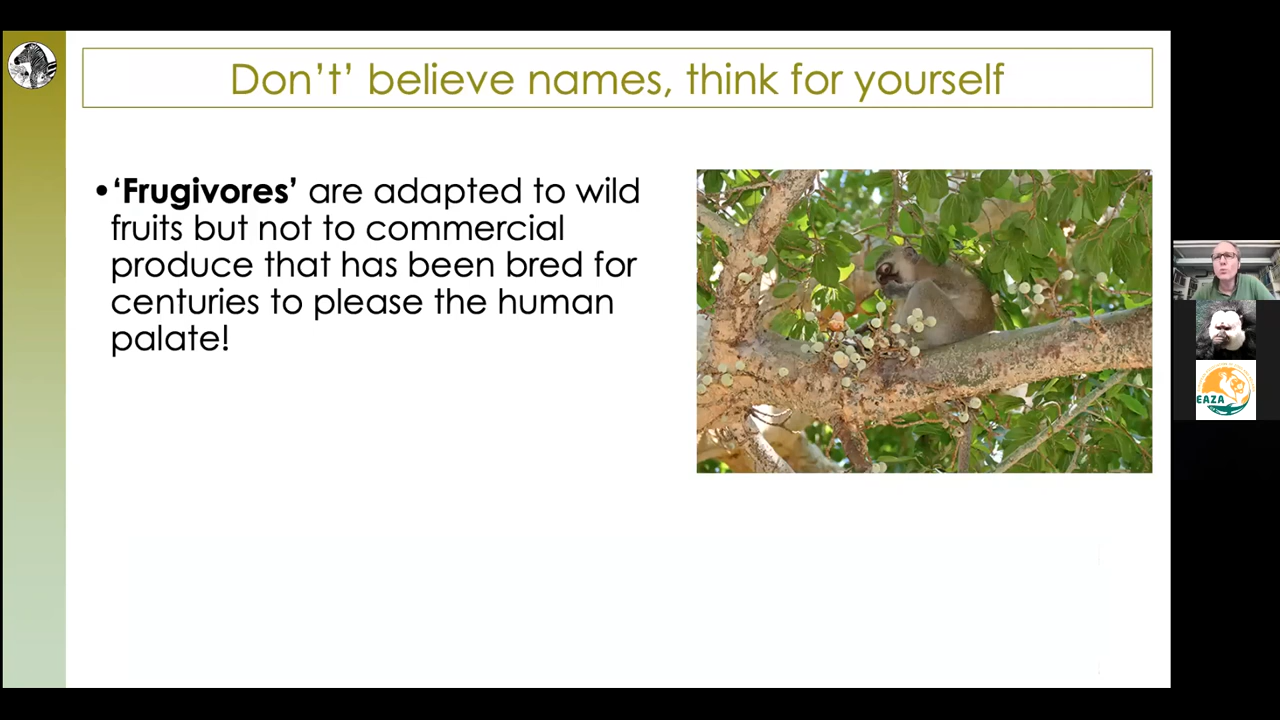 Don’t’ believe names, think for yourself
•‘Frugivores’ are adapted to wild
fruits but not to commercial
produce that has been bred for
centuries to please the human
palate!
EAZA